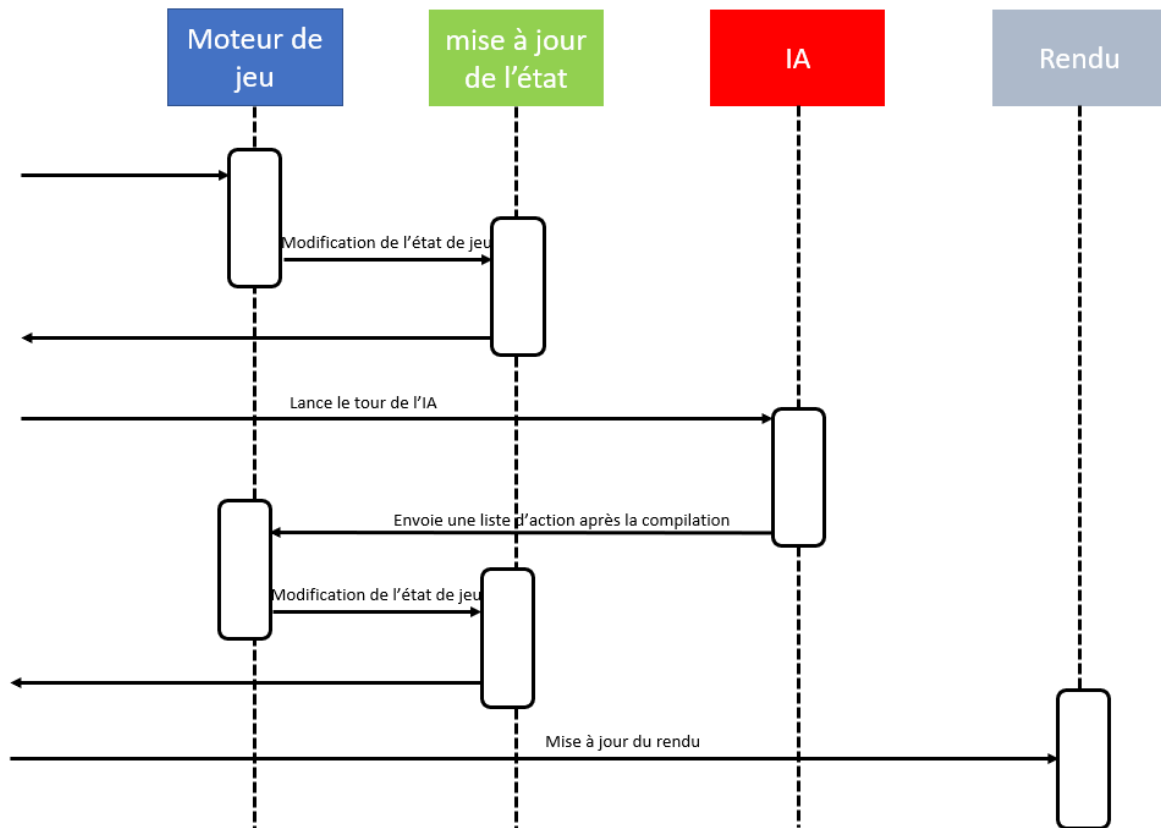 Moteur de
jeu
mise à jour
de l'état
IA
Rendu
Modification de l'état de jeu
Lance le tour de l'IA
Envoie une liste d'action après la compilation
Modification de l'état de jeu
Mise à jour du rendu